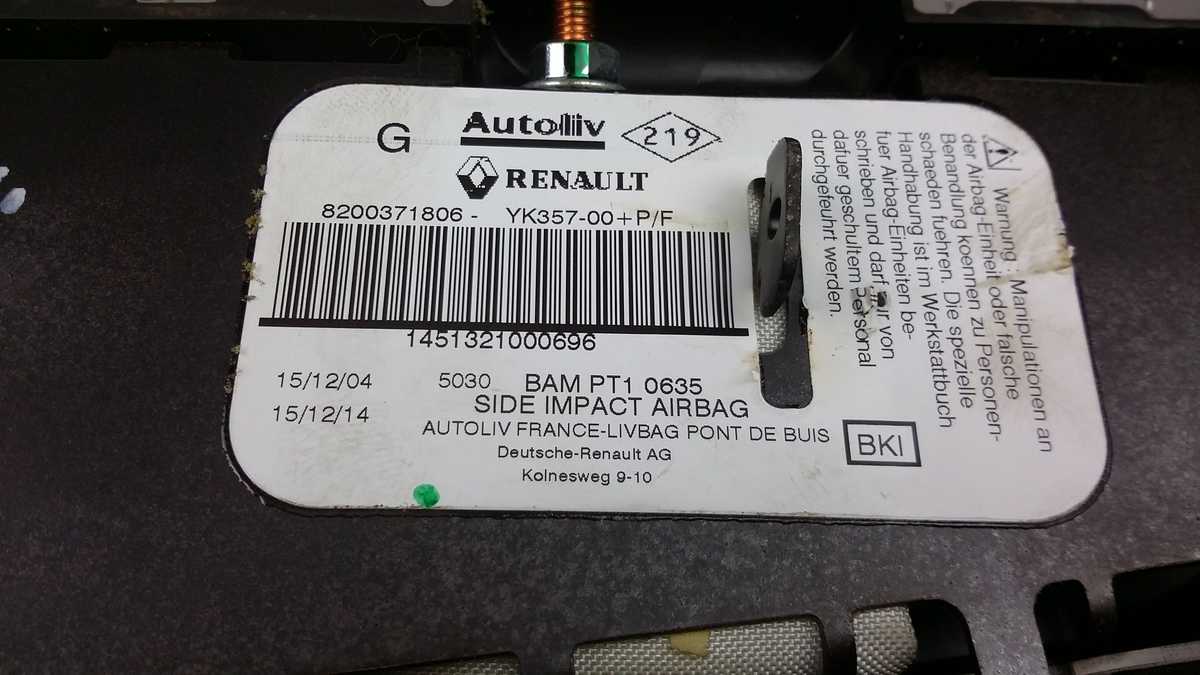 G
Autoliv
219
RENAULT
8200371806 - YK357-00+P/F
1451321000696
15/12/04 5030 BAM PT1 0635
15/12/14 SIDE IMPACT AIRBAG
AUTOLIV FRANCE-LIVBAG PONT DE BUIS
BKI
Deutsche-Renault AG
Kolnesweg 9-10
Warnung : Manipulationen an
der Airbag-Einheit oder falsche
Benandlung koennen zu Personen-
schaeden fuehren. Die spezielle
Handhabung ist im Werkstattbuch
fuer Airbag-Einheiten be-
schrieben und darf nur von
dafuer geschultem Personal
durchgefeuhrt werden.